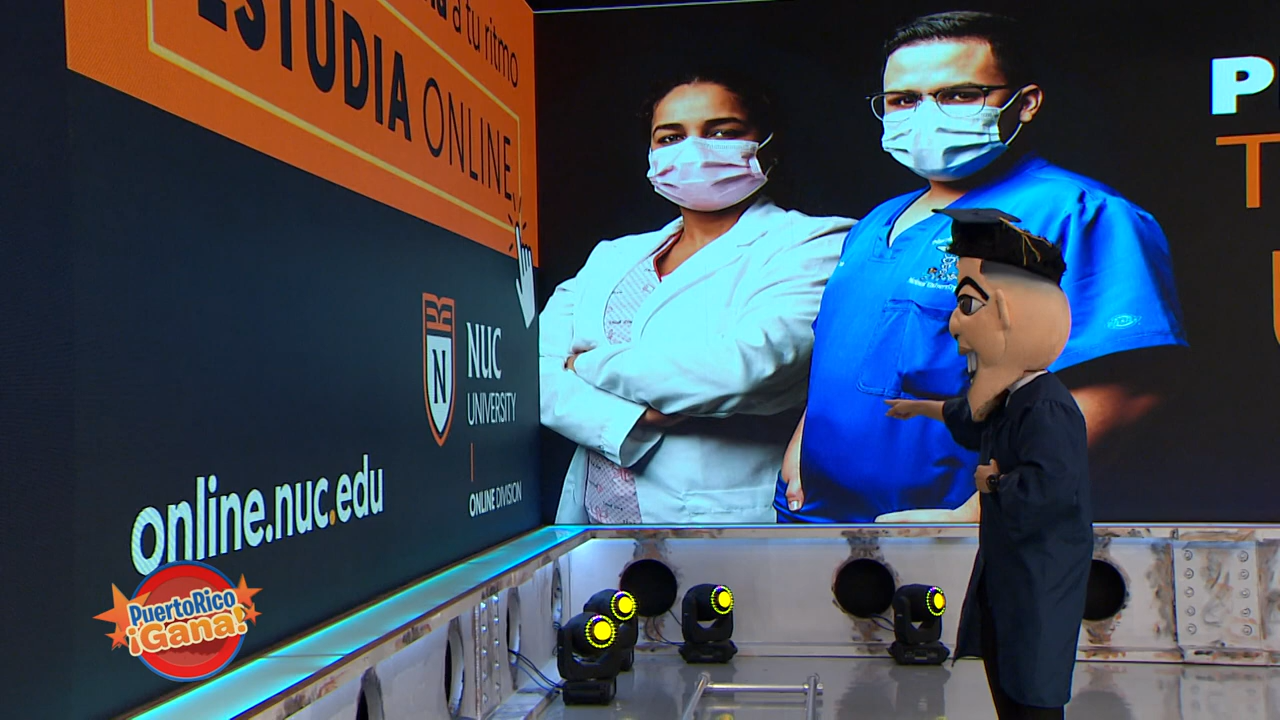 a tu ritmo
ESTUDIA ONLINE
NUC
UNIVERSITY
ONLINE DIVISION
N
online.nuc.edu
PuertoRico
¡Gana!
P
T